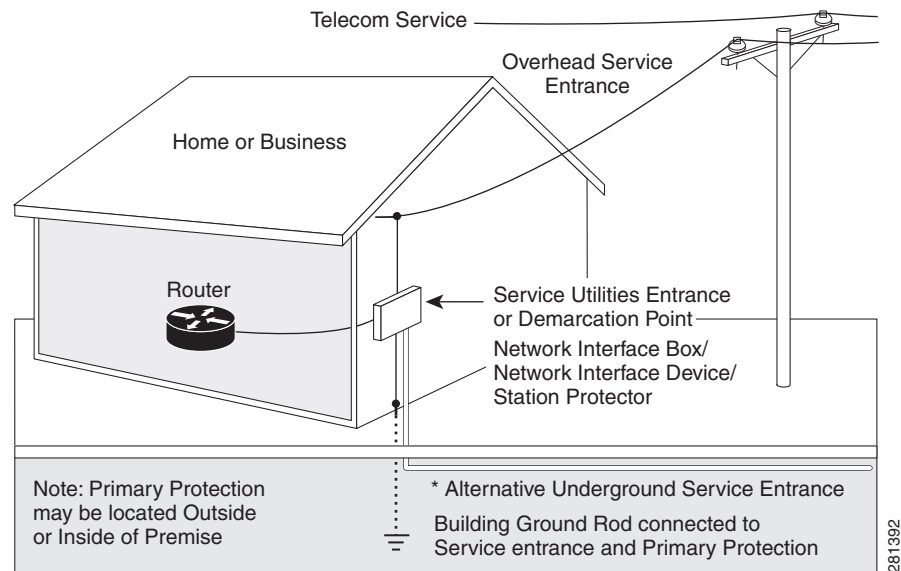 Telecom Service
Overhead Service
Entrance
Home or Business
Router
Service Utilities Entrance
or Demarcation Point
Network Interface Box/
Network Interface Device/
Station Protector
Note: Primary Protection
may be located Outside
or Inside of Premise
* Alternative Underground Service Entrance
Building Ground Rod connected to
Service entrance and Primary Protection
281392